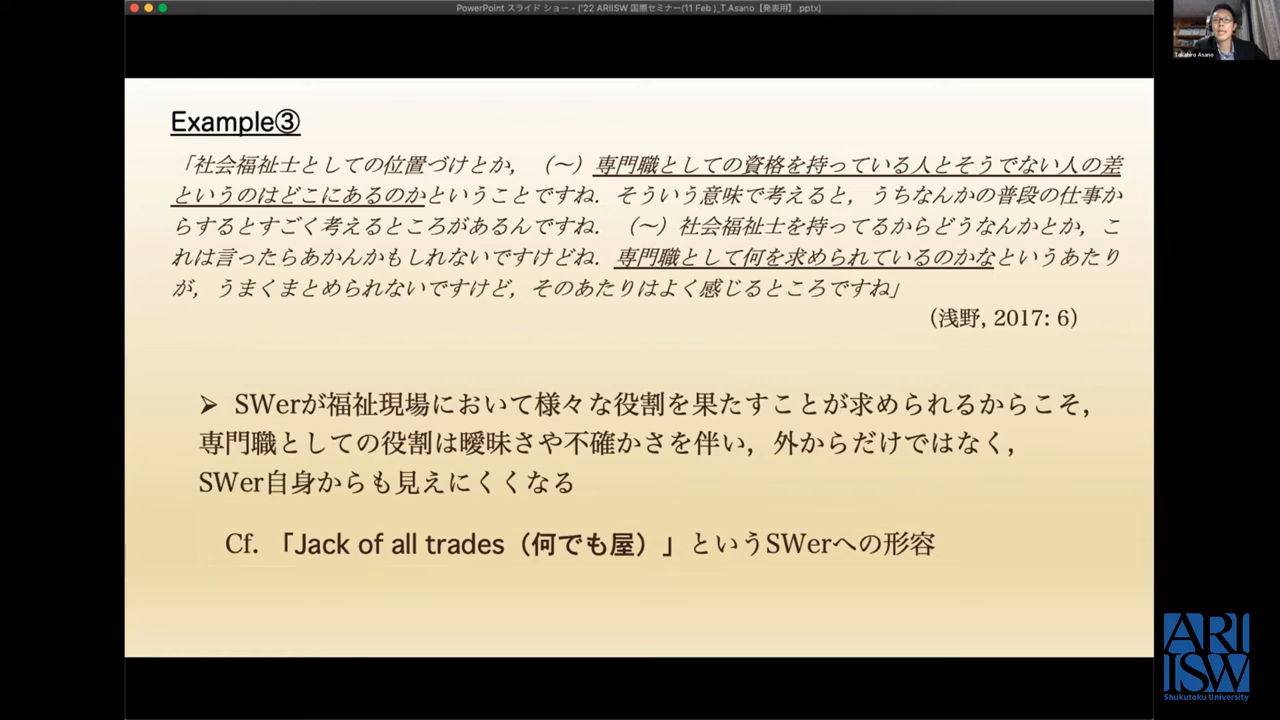 PowerPoint スライド ショー - ['22 ARIISW 国際セミナー(11 Feb )_T.Asano【発表用】.pptx]
Takahiro Asano
Example③
「社会福祉士としての位置づけとか，（～）専門職としての資格を持っている人とそうでない人の差
というのはどこにあるのかということですね．そういう意味で考えると，うちなんかの普段の仕事か
らするとすごく考えるところがあるんですね．（～）社会福祉士を持ってるからどうなんかとか，こ
れは言ったらあかんかもしれないですけどね．専門職として何を求められているのかなというあたり
が，うまくまとめられないですけど，そのあたりはよく感じるところですね」
（浅野, 2017: 6）
➢ SWerが福祉現場において様々な役割を果たすことが求められるからこそ，
専門職としての役割は曖昧さや不確かさを伴い，外からだけではなく，
SWer自身からも見えにくくなる
Cf. 「Jack of all trades（何でも屋）」というSWerへの形容
ARI
ISW
Shukutoku University